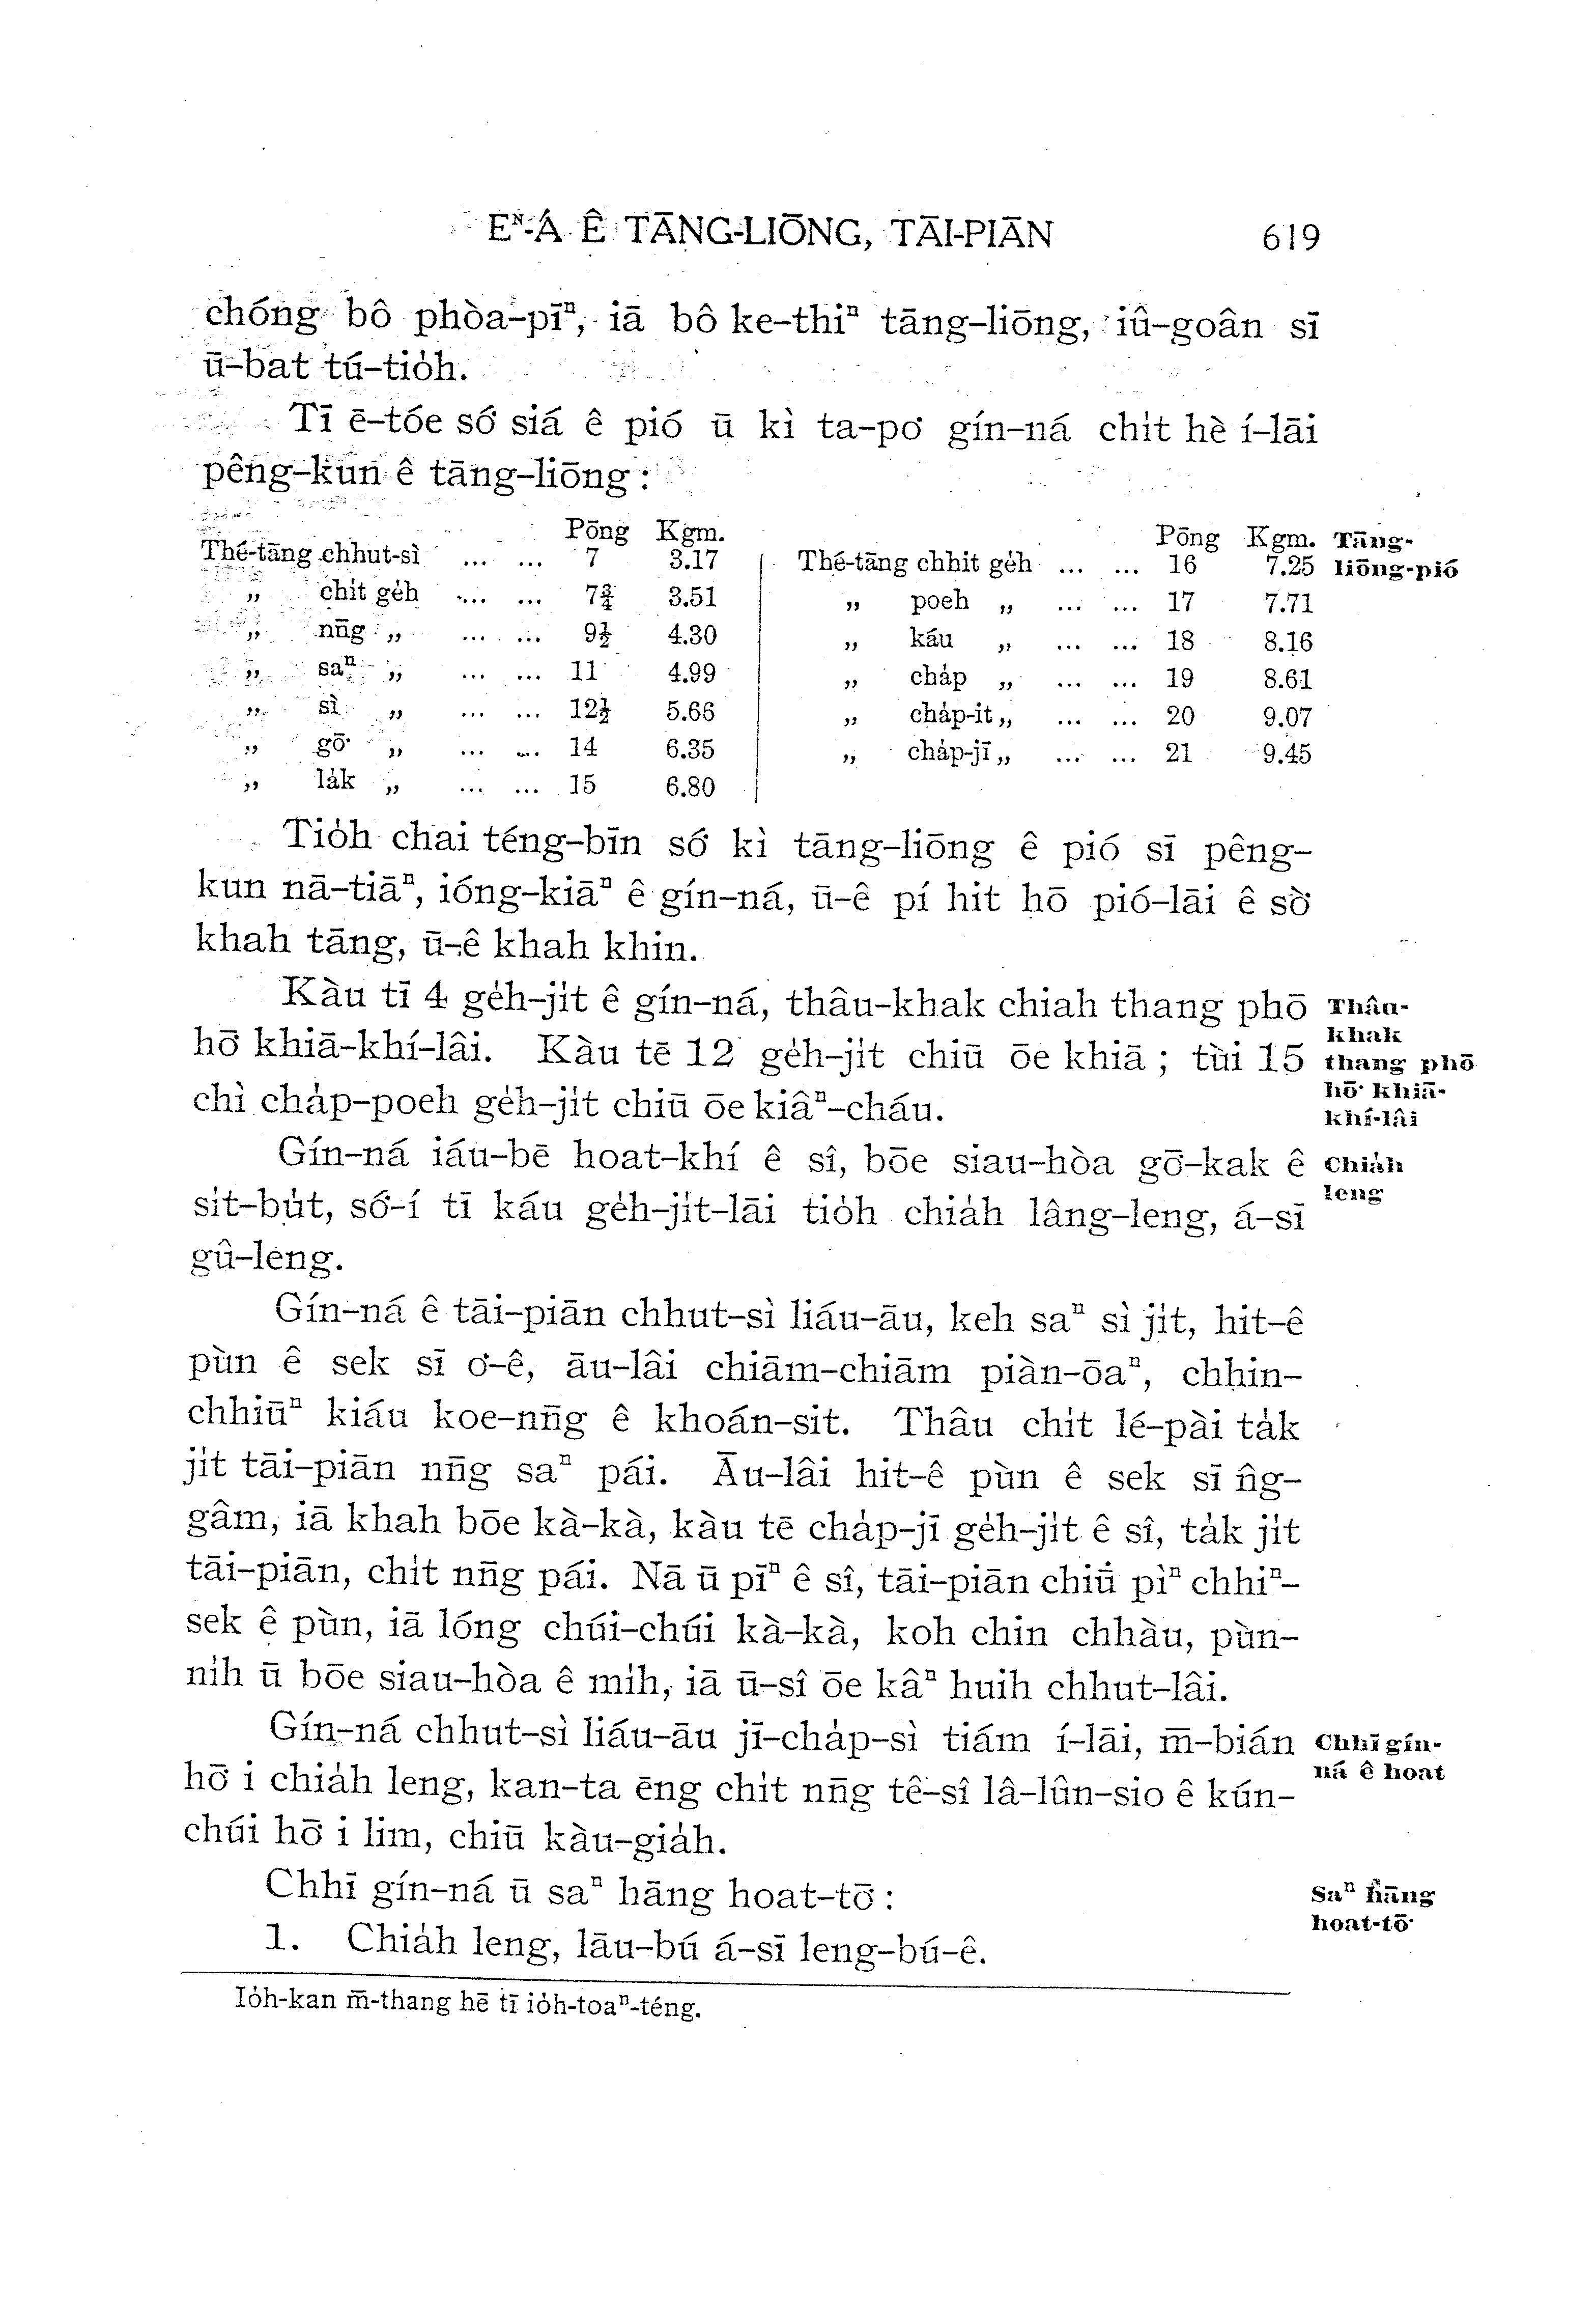 Eᴺ-Á Ê TĀNG-LIŌNG, TĀI-PIĀN 619
chóng bô phòa-pīⁿ, iā bô ke-thiⁿ tāng-liōng, iû-goân sī
ū-bat tú-tio̍h.
Tī ē-tóe só͘ siá ê pió ū kì ta-po͘ gín-ná chi̍t hè í-lāi
pêng-kun ê tāng-liōng :
Pōng Kgm.
Thé-tāng chhut-sì ... ... 7 3.17
„ chi̍t ge̍h ... ... 7¾ 3.51
„ nn̄g „ ... ... 9½ 4.30
„ saⁿ „ ... ... 11 4.99
„ sì „ ... ... 12½ 5.66
„ gō͘ „ ... ... 14 6.35
„ la̍k „ ... ... 15 6.80
Pōng Kgm.
Thé-tāng chhit ge̍h ... ... 16 7.25
„ poeh „ ... ... 17 7.71
„ káu „ ... ... 18 8.16
„ cha̍p „ ... ... 19 8.61
„ cha̍p-it „ ... ... 20 9.07
„ cha̍p-jī „ ... ... 21 9.45
Tāng-
liōng-pió
Tio̍h chai téng-bīn só͘ kì tāng-liōng ê pió sī pêng-
kun nā-tiāⁿ, ióng-kiāⁿ ê gín-ná, ū-ê pí hit hō pió-lāi ê sò͘
khah tāng, ū-ê khah khin.
Kàu tī 4 ge̍h-ji̍t ê gín-ná, thâu-khak chiah thang phō
hō͘ khiā-khí-lâi. Kàu tē 12 ge̍h-ji̍t chiū ōe khiā ; tùi 15
chì cha̍p-poeh ge̍h-ji̍t chiū ōe kiâⁿ-cháu.
Thâu-
khak
thang phō
hō͘ khiā-
khí-lâi
Gín-ná iáu-bē hoat-khí ê sî, bōe siau-hòa gō͘-kak ê
si̍t-bu̍t, só͘-í tī káu ge̍h-ji̍t-lāi tio̍h chia̍h lâng-leng, á-sī
gû-leng.
Chia̍h
leng
Gín-ná ê tāi-piān chhut-sì liáu-āu, keh saⁿ sì ji̍t, hit-ê
pùn ê sek sī o͘-ê, āu-lâi chiām-chiām piàn-ōaⁿ, chhin-
chhiūⁿ kiáu koe-nn̄g ê khoán-sit. Thâu chi̍t lé-pài ta̍k
ji̍t tāi-piān nn̄g saⁿ pái. Āu-lâi hit-ê pùn ê sek sī n̂g-
gâm, iā khah bōe kà-kà, kàu tē cha̍p-jī ge̍h-ji̍t ê sî, ta̍k ji̍t
tāi-piān, chi̍t nn̄g pái. Nā ū pīⁿ ê sî, tāi-piān chiū pìⁿ chhiⁿ-
sek ê pùn, iā lóng chúi-chúi kà-kà, koh chin chhàu, pùn-
nih ū bōe siau-hòa ê mih, iā ū-sî ōe kâⁿ huih chhut-lâi.
Gín-ná chhut-sì liáu-āu jī-cha̍p-sì tiám í-lāi, m̄-bián
hō͘ i chia̍h leng, kan-ta ēng chi̍t nn̄g tê-sî lâ-lûn-sio ê kún-
chúi hō͘ i lim, chiū kàu-gia̍h.
Chhī gín-
ná ê hoat
Chhī gín-ná ū saⁿ hāng hoat-tō͘ :
Saⁿ hāng
hoat-tō͘
1. Chia̍h leng, lāu-bú á-sī leng-bú-ê.
Io̍h-kan m̄-thang hē tī io̍h-toaⁿ-téng.